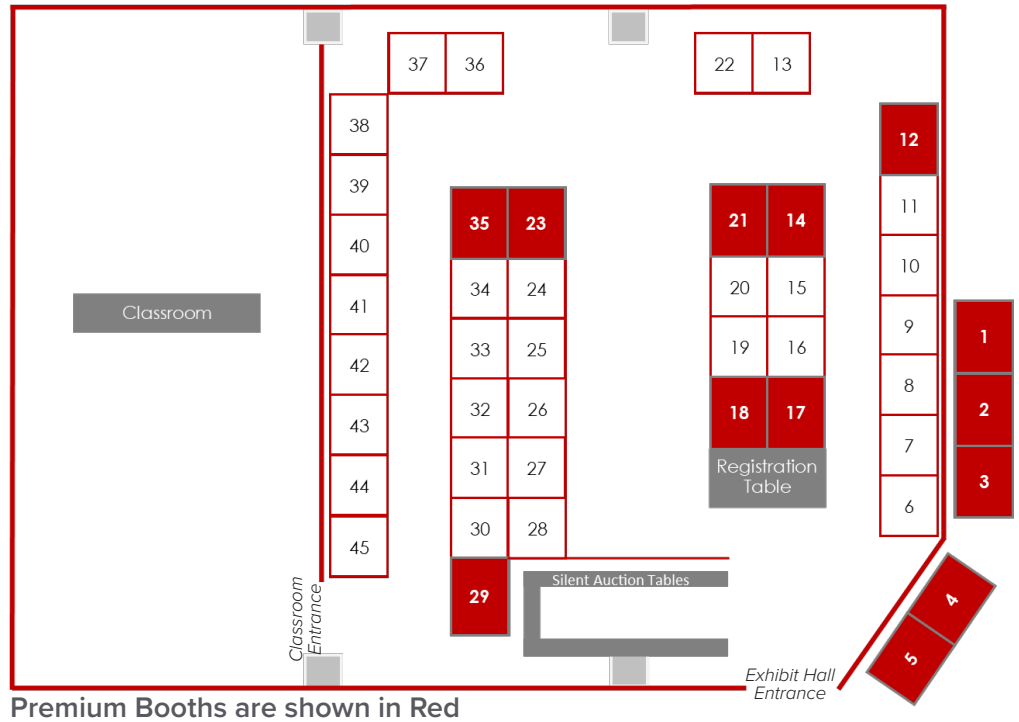 37 36 22 13
38
12
39
11
35 23 21 14
40
10
34 24 20 15
41
Classroom
9
1
33 25 19 16
42
8
32 26 18 17
2
43
7
31 27
Registration
Table
3
44
6
30 28
45
Silent Auction Tables
29
4
5
Classroom
Entrance
Exhibit Hall
Entrance
Premium Booths are shown in Red